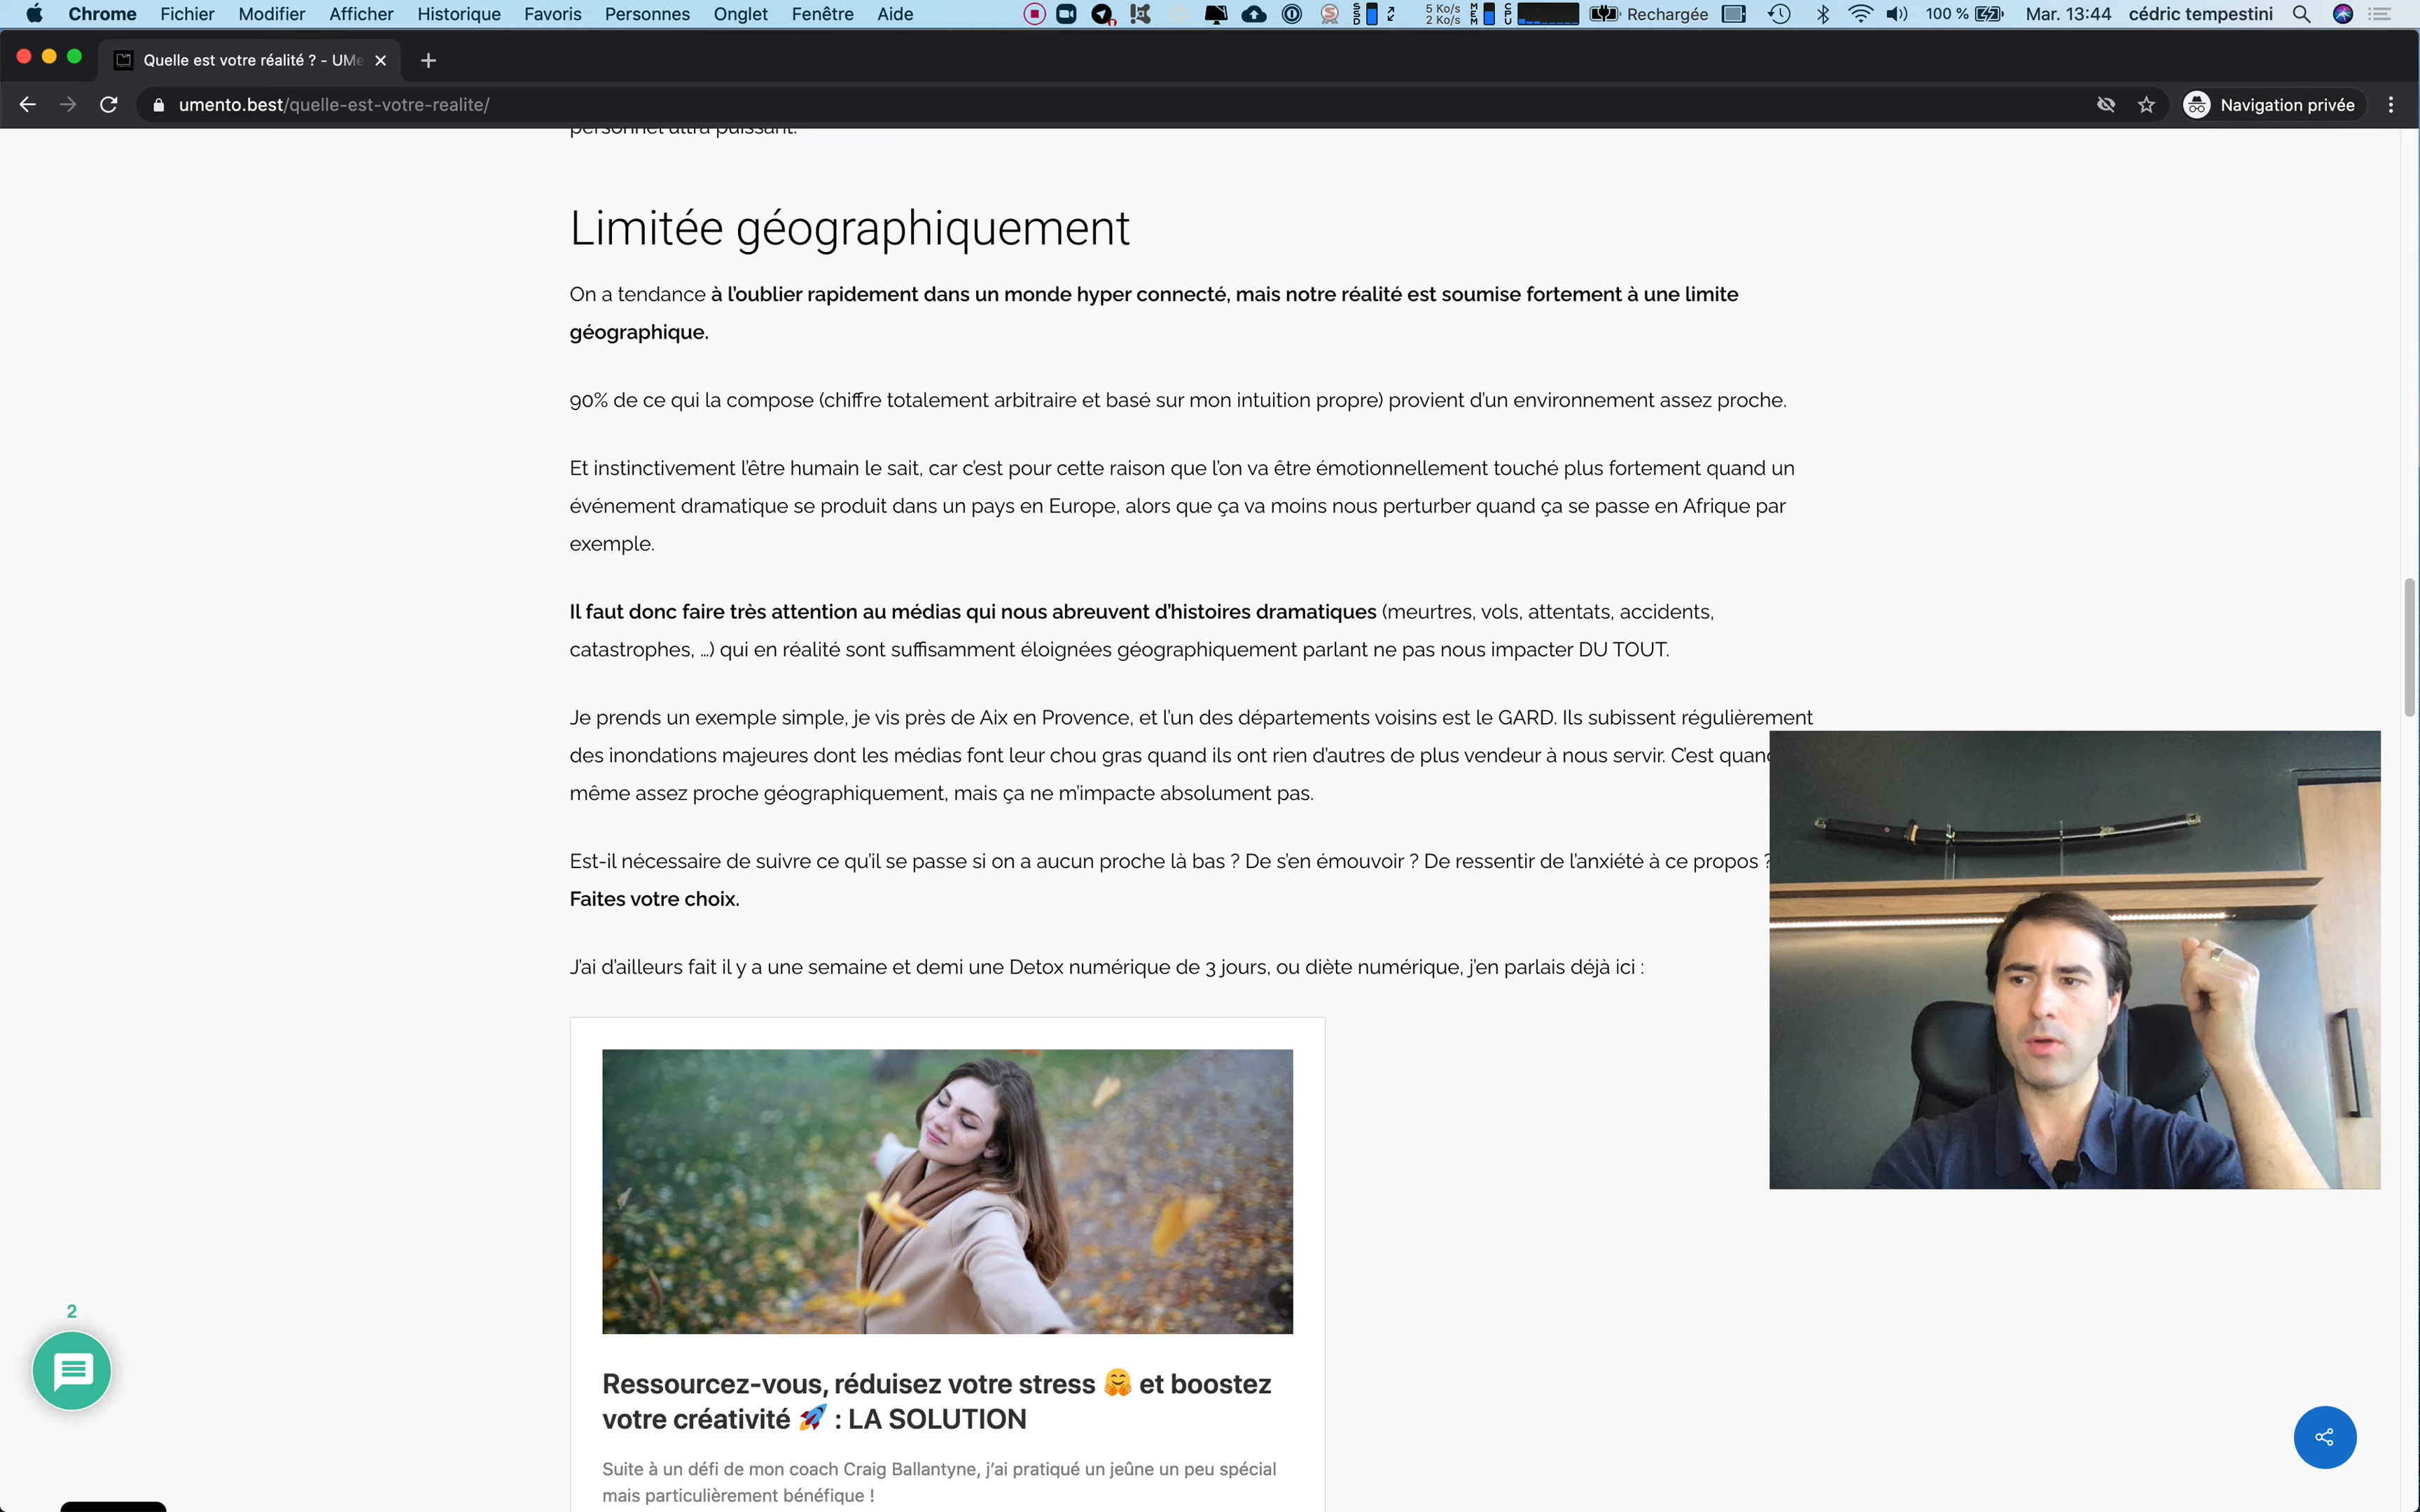 Chrome Fichier Modifier Afficher Historique Favoris Personnes Onglet Fenêtre Aide 5 Ko/s 2 Ko/s Rechargée 100 % Mar. 13:44 cédric tempestini
Quelle est votre réalité ? - UMe
umento.best/quelle-est-votre-realite/ Navigation privée
personnel ultra puissant.
Limitée géographiquement
On a tendance à l'oublier rapidement dans un monde hyper connecté, mais notre réalité est soumise fortement à une limite
géographique.
90% de ce qui la compose (chiffre totalement arbitraire et basé sur mon intuition propre) provient d'un environnement assez proche.
Et instinctivement l'être humain le sait, car c'est pour cette raison que l'on va être émotionnellement touché plus fortement quand un
événement dramatique se produit dans un pays en Europe, alors que ça va moins nous perturber quand ça se passe en Afrique par
exemple.
Il faut donc faire très attention au médias qui nous abreuvent d'histoires dramatiques (meurtres, vols, attentats, accidents,
catastrophes, …) qui en réalité sont suffisamment éloignées géographiquement parlant ne pas nous impacter DU TOUT.
Je prends un exemple simple, je vis près de Aix en Provence, et l'un des départements voisins est le GARD. Ils subissent régulièrement
des inondations majeures dont les médias font leur chou gras quand ils ont rien d'autres de plus vendeur à nous servir. C'est quand
même assez proche géographiquement, mais ça ne m'impacte absolument pas.
Est-il nécessaire de suivre ce qu'il se passe si on a aucun proche là bas ? De s'en émouvoir ? De ressentir de l'anxiété à ce propos ?
Faites votre choix.
J'ai d'ailleurs fait il y a une semaine et demi une Detox numérique de 3 jours, ou diète numérique, j'en parlais déjà ici :
Ressourcez-vous, réduisez votre stress 🤗 et boostez
votre créativité 🚀 : LA SOLUTION
Suite à un défi de mon coach Craig Ballantyne, j'ai pratiqué un jeûne un peu spécial
mais particulièrement bénéfique !
2